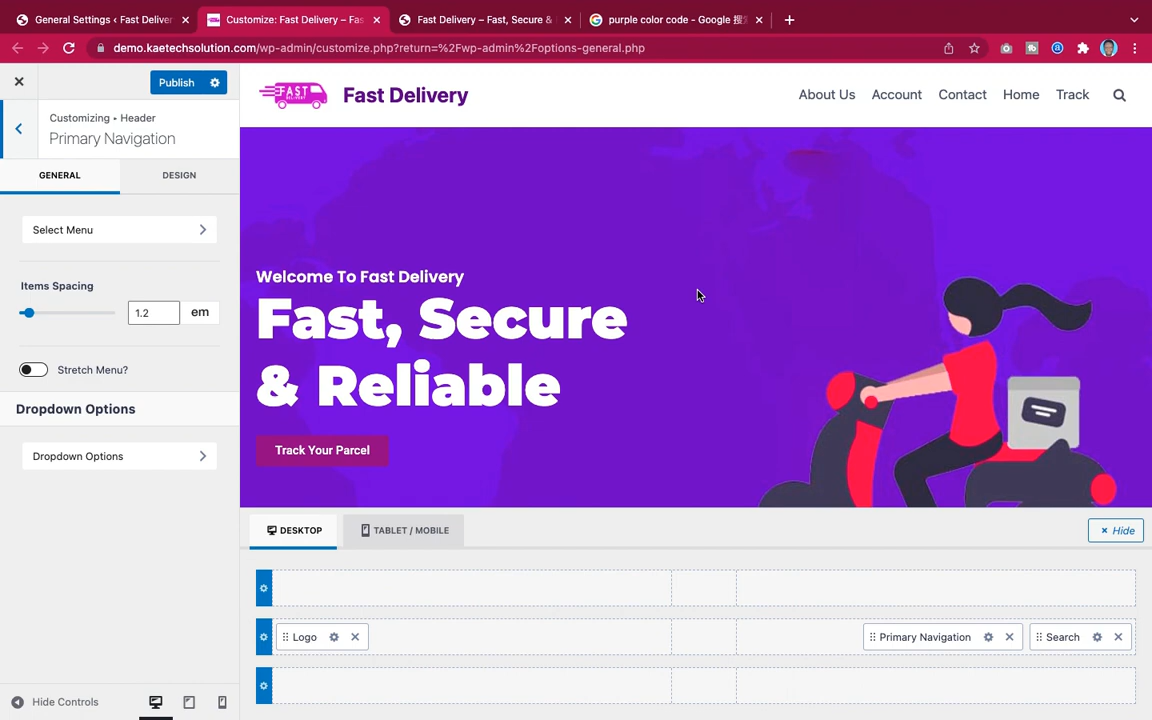 General Settings ‹ Fast Deliver
Customize: Fast Delivery – Fas
Fast Delivery – Fast, Secure &
purple color code - Google 搜
demo.kaetechsolution.com/wp-admin/customize.php?return=%2Fwp-admin%2Foptions-general.php
Publish
Customizing • Header
Primary Navigation
GENERAL
DESIGN
Select Menu
Items Spacing
1.2
em
Stretch Menu?
Dropdown Options
Dropdown Options
Hide Controls
FAST
DELIVERY
Fast Delivery
About Us
Account
Contact
Home
Track
Welcome To Fast Delivery
Fast, Secure
& Reliable
Track Your Parcel
DESKTOP
TABLET / MOBILE
× Hide
Logo
Primary Navigation
Search